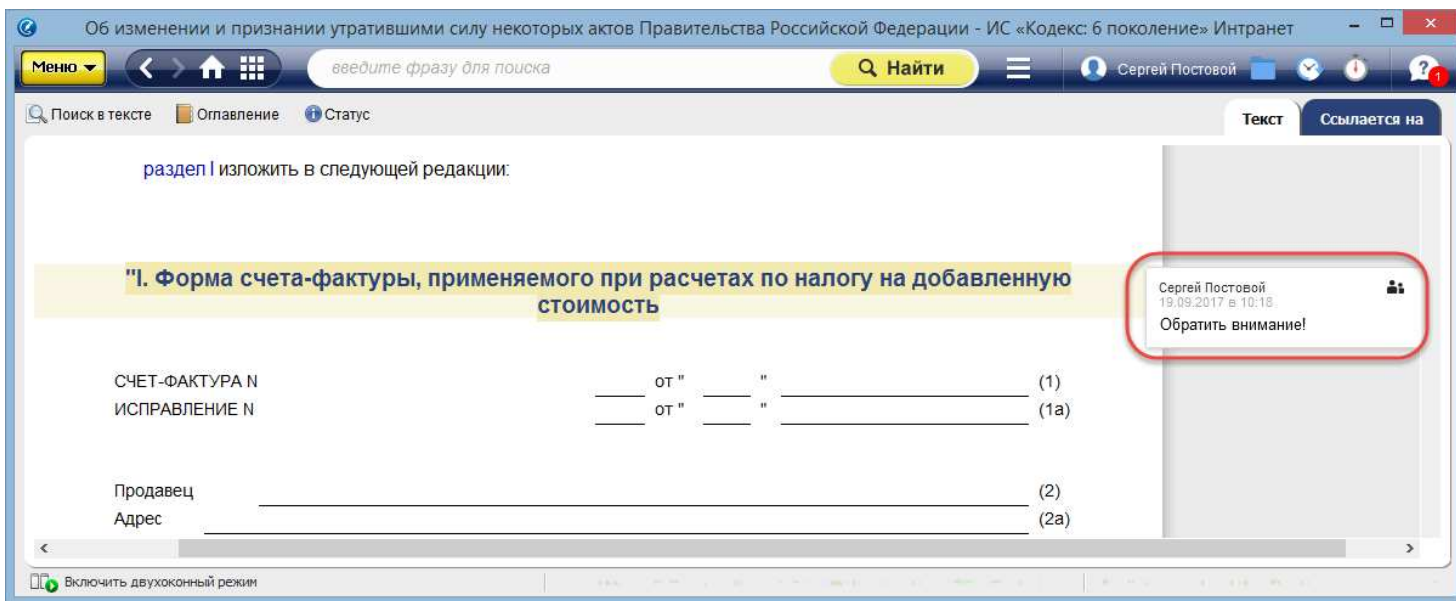 Об изменении и признании утратившими силу некоторых актов Правительства Российской Федерации - ИС «Кодекс: 6 поколение» Интранет
Меню
введите фразу для поиска
Найти
Сергей Постовой
?
1
Поиск в тексте
Оглавление
Статус
Текст
Ссылается на
раздел I изложить в следующей редакции:
"I. Форма счета-фактуры, применяемого при расчетах по налогу на добавленную
стоимость
Сергей Постовой
19.09.2017 в 10:18
Обратить внимание!
СЧЕТ-ФАКТУРА N от " " (1)
ИСПРАВЛЕНИЕ N от " " (1а)
Продавец (2)
Адрес (2а)
Включить двухоконный режим